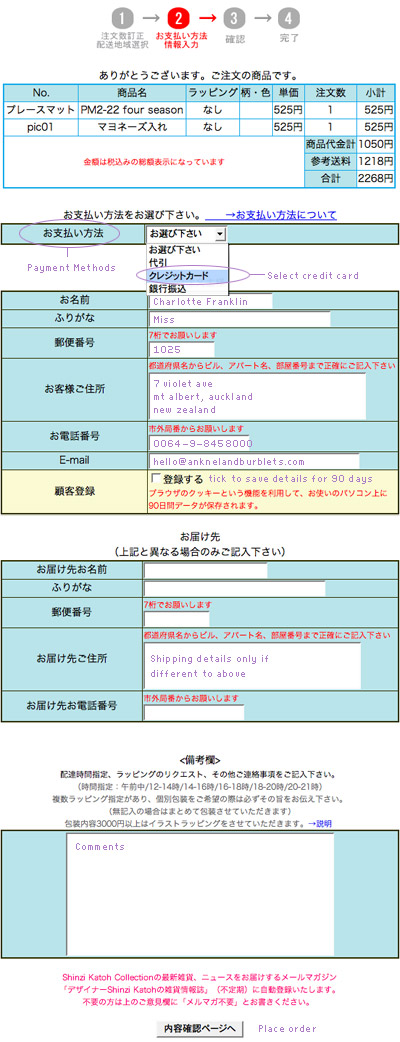 1 → 2 → 3 → 4
注文数訂正 配送地域選択
お支払い方法 情報入力
確認
完了
ありがとうございます。ご注文の商品です。
No. 商品名 ラッピング 柄・色 単価 注文数 小計
プレースマット PM2-22 four season なし 525円 1 525円
pic01 マヨネーズ入れ なし 525円 1 525円
金額は税込みの総額表示になっています
商品代金計 1050円
参考送料 1218円
合計 2268円
お支払い方法をお選び下さい。 →お支払い方法について
お支払い方法 お選び下さい
お選び下さい
代引
Payment Methods
クレジットカード Select credit card
銀行振込
お名前 Charlotte Franklin
ふりがな Miss
郵便番号 7桁でお願いします
1025
お客様ご住所 都道府県名からビル、アパート名、部屋番号まで正確にご記入下さい
7 violet ave
mt albert, auckland
new zealand
お電話番号 市外局番からお願いします
0064-9-8458000
E-mail hello@anknelandburblets.com
顧客登録 登録する tick to save details for 90 days
ブラウザのクッキーという機能を利用して、お使いのパソコン上に
90日間データが保存されます。
お届け先
（上記と異なる場合のみご記入下さい）
お届け先お名前
ふりがな
郵便番号 7桁でお願いします
お届け先ご住所 都道府県名からビル、アパート名、部屋番号まで正確にご記入下さい
Shipping details only if
different to above
お届け先お電話番号 市外局番からお願いします
<備考欄>
配達時間指定、ラッピングのリクエスト、その他ご連絡事項をご記入下さい。
（時間指定：午前中/12-14時/14-16時/16-18時/18-20時/20-21時）
複数ラッピング指定があり、個別包装をご希望の際は必ずその旨をお伝え下さい。
（無記入の場合はまとめて包装させていただきます）
包装内容3000円以上はイラストラッピングをさせていただきます。→説明
Comments
Shinzi Katoh Collectionの最新雑貨、ニュースをお届けするメールマガジン
「デザイナーShinzi Katohの雑貨情報誌」（不定期）に自動登録いたします。
不要の方は上のご意見欄に「メルマガ不要」とお書きください。
内容確認ページへ Place order